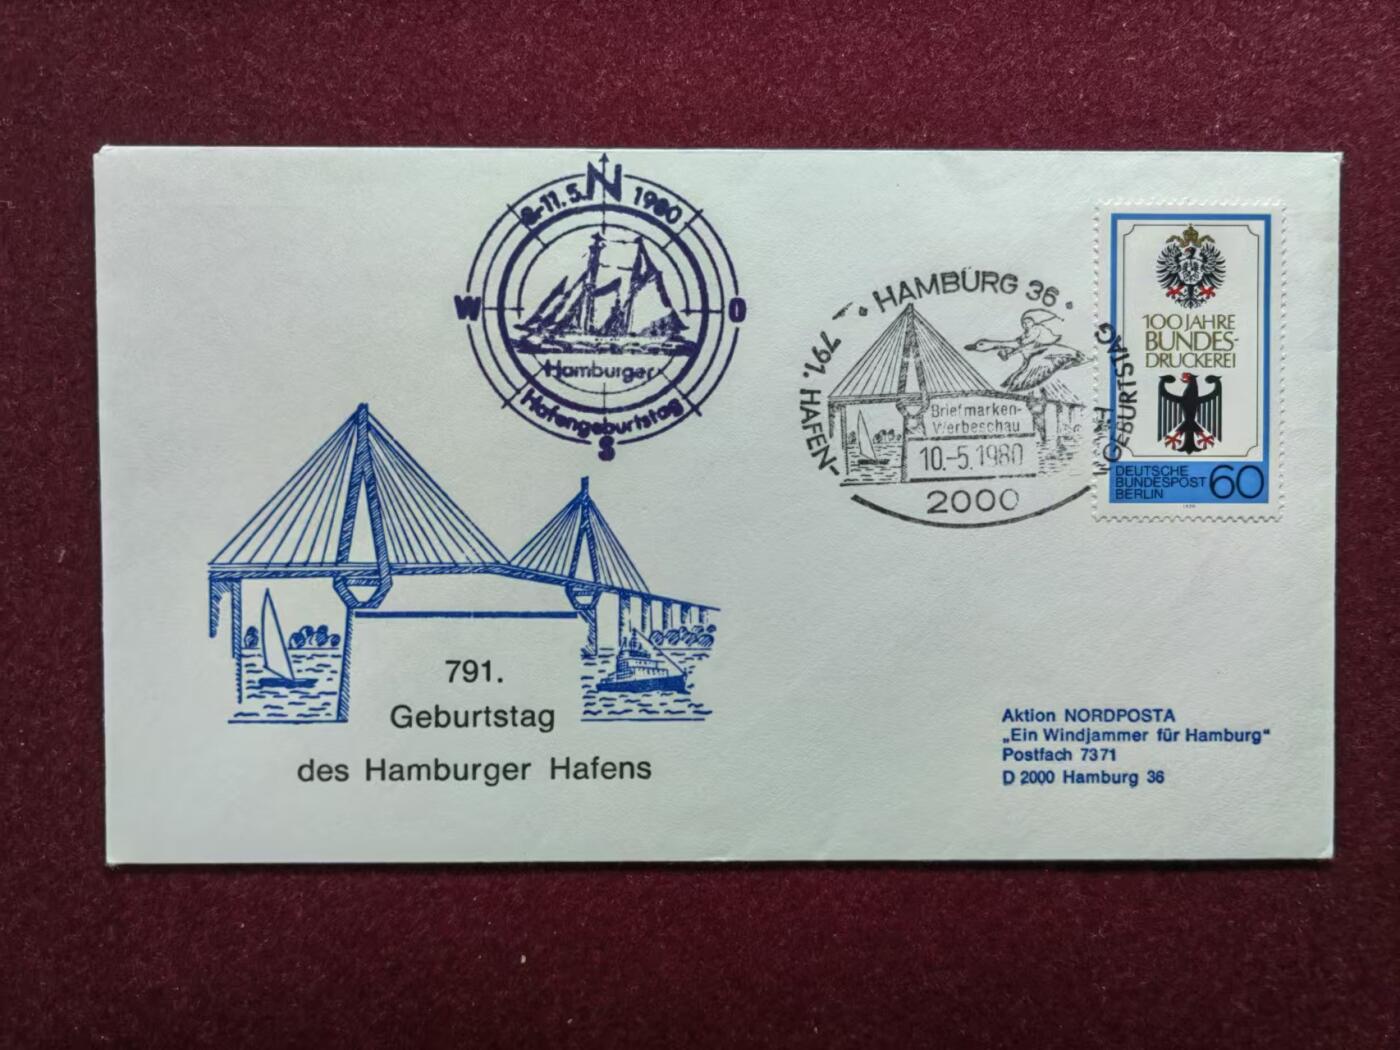 8.-11.5. N 1980
W
O
Hamburger
Hafengeburtstag
S
HAMBURG 36
791. HAFEN-
GEBURTSTAG
Briefmarken-
Werbeschau
10.-5.1980
2000
100 JAHRE
BUNDES-
DRUCKEREI
DEUTSCHE
BUNDESPOST
BERLIN
60
791.
Geburtstag
des Hamburger Hafens
Aktion NORDPOSTA
„Ein Windjammer für Hamburg"
Postfach 7371
D 2000 Hamburg 36